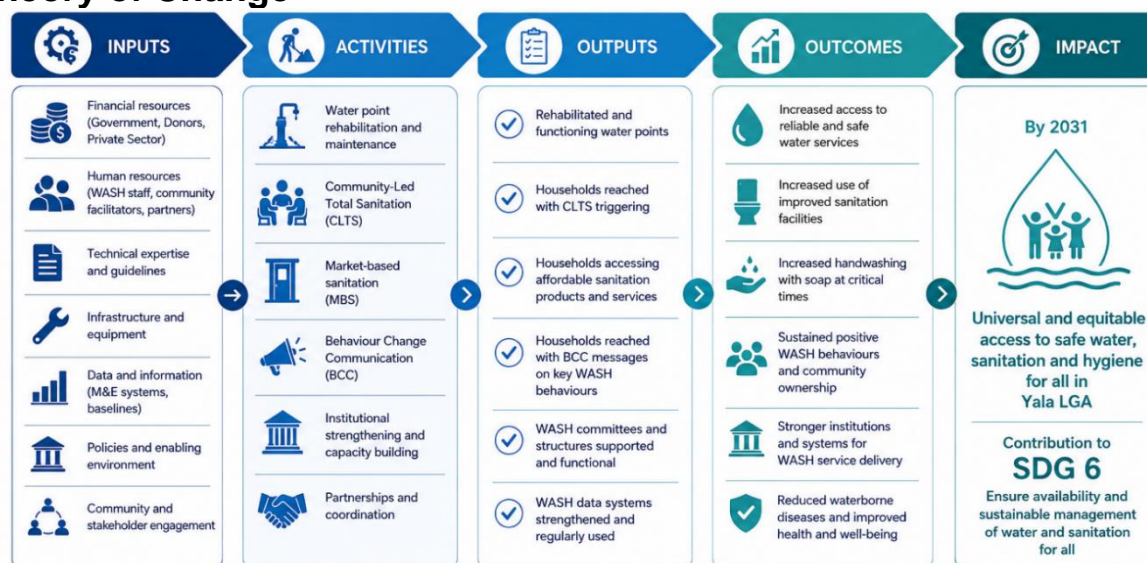 INPUTS
ACTIVITIES
OUTPUTS
OUTCOMES
IMPACT
Financial resources
(Government, Donors,
Private Sector)
Human resources
(WASH staff, community
facilitators, partners)
Technical expertise
and guidelines
Infrastructure and
equipment
Data and information
(M&E systems,
baselines)
Policies and enabling
environment
Community and
stakeholder engagement
Water point
rehabilitation and
maintenance
Community-Led
Total Sanitation
(CLTS)
Market-based
sanitation
(MBS)
Behaviour Change
Communication
(BCC)
Institutional
strengthening and
capacity building
Partnerships and
coordination
Rehabilitated and
functioning water points
Households reached
with CLTS triggering
Households accessing
affordable sanitation
products and services
Households reached
with BCC messages
on key WASH
behaviours
WASH committees and
structures supported
and functional
WASH data systems
strengthened and
regularly used
Increased access to
reliable and safe
water services
Increased use of
improved sanitation
facilities
Increased handwashing
with soap at critical
times
Sustained positive
WASH behaviours
and community
ownership
Stronger institutions
and systems for
WASH service delivery
Reduced waterborne
diseases and improved
health and well-being
By 2031
Universal and equitable
access to safe water,
sanitation and hygiene
for all in
Yala LGA
Contribution to
SDG 6
Ensure availability and
sustainable management
of water and sanitation
for all